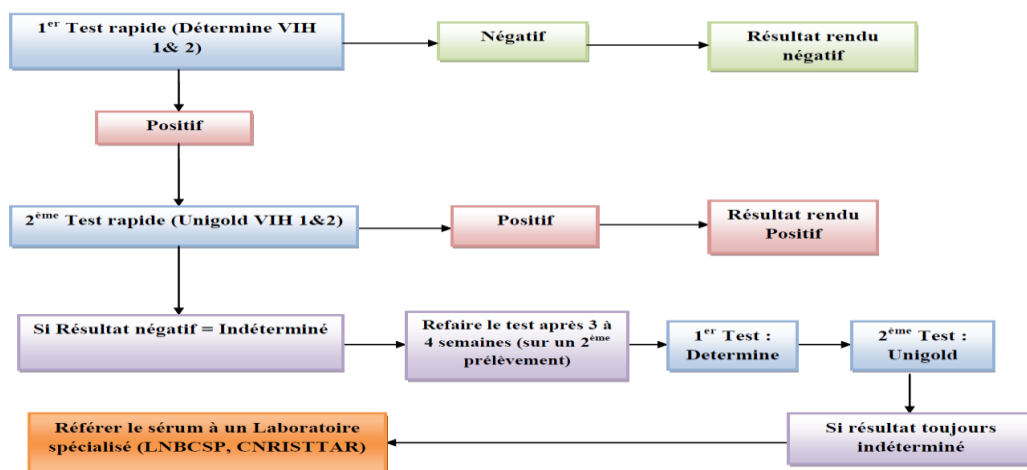 1er Test rapide (Détermine VIH
1& 2)
Négatif
Résultat rendu
négatif
Positif
2ème Test rapide (Unigold VIH 1&2)
Positif
Résultat rendu
Positif
Si Résultat négatif = Indéterminé
Refaire le test après 3 à
4 semaines (sur un 2ème
prélèvement)
1er Test :
Determine
2ème Test :
Unigold
Référer le sérum à un Laboratoire
spécialisé (LNBCSP, CNRISTTAR)
Si résultat toujours
indéterminé